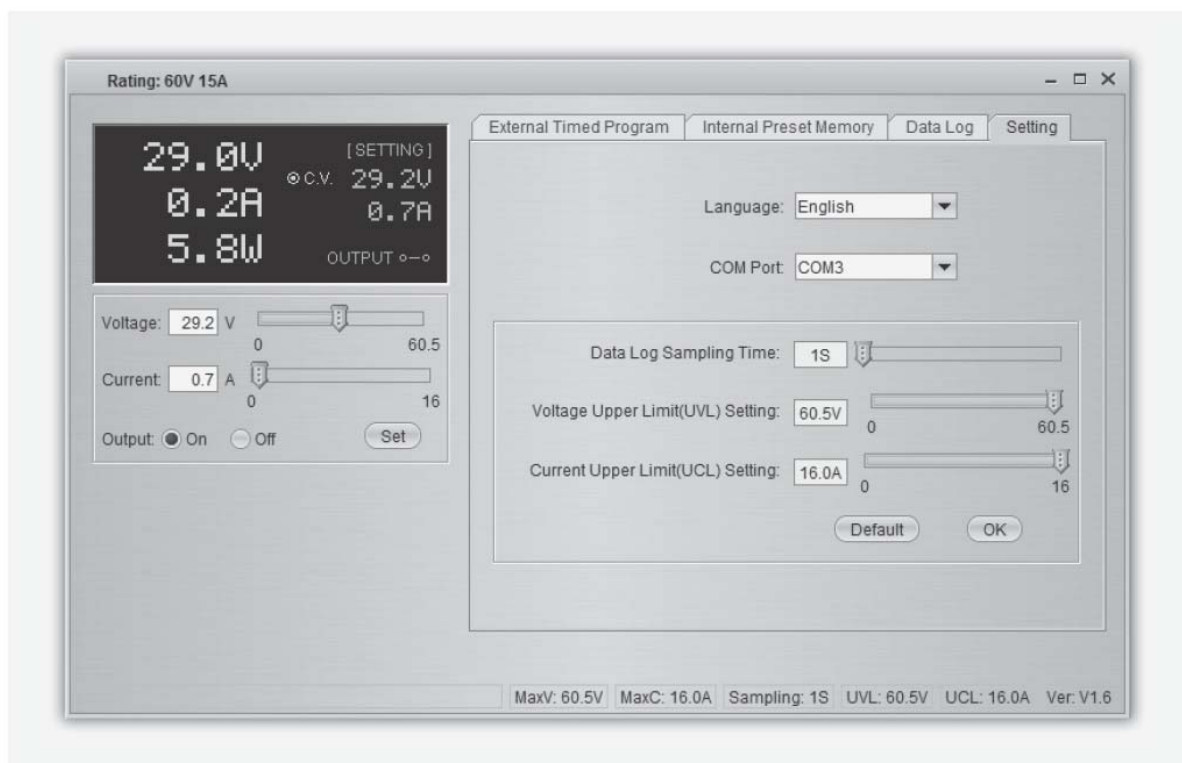 Rating: 60V 15A
29.0V
[SETTING]
C.V. 29.2V
0.2A
0.7A
5.8W
OUTPUT
Voltage: 29.2 V
0 60.5
Current: 0.7 A
0 16
Output: On Off Set
External Timed Program Internal Preset Memory Data Log Setting
Language: English
COM Port: COM3
Data Log Sampling Time: 1S
Voltage Upper Limit(UVL) Setting: 60.5V
0 60.5
Current Upper Limit(UCL) Setting: 16.0A
0 16
Default OK
MaxV: 60.5V MaxC: 16.0A Sampling: 1S UVL: 60.5V UCL: 16.0A Ver: V1.6